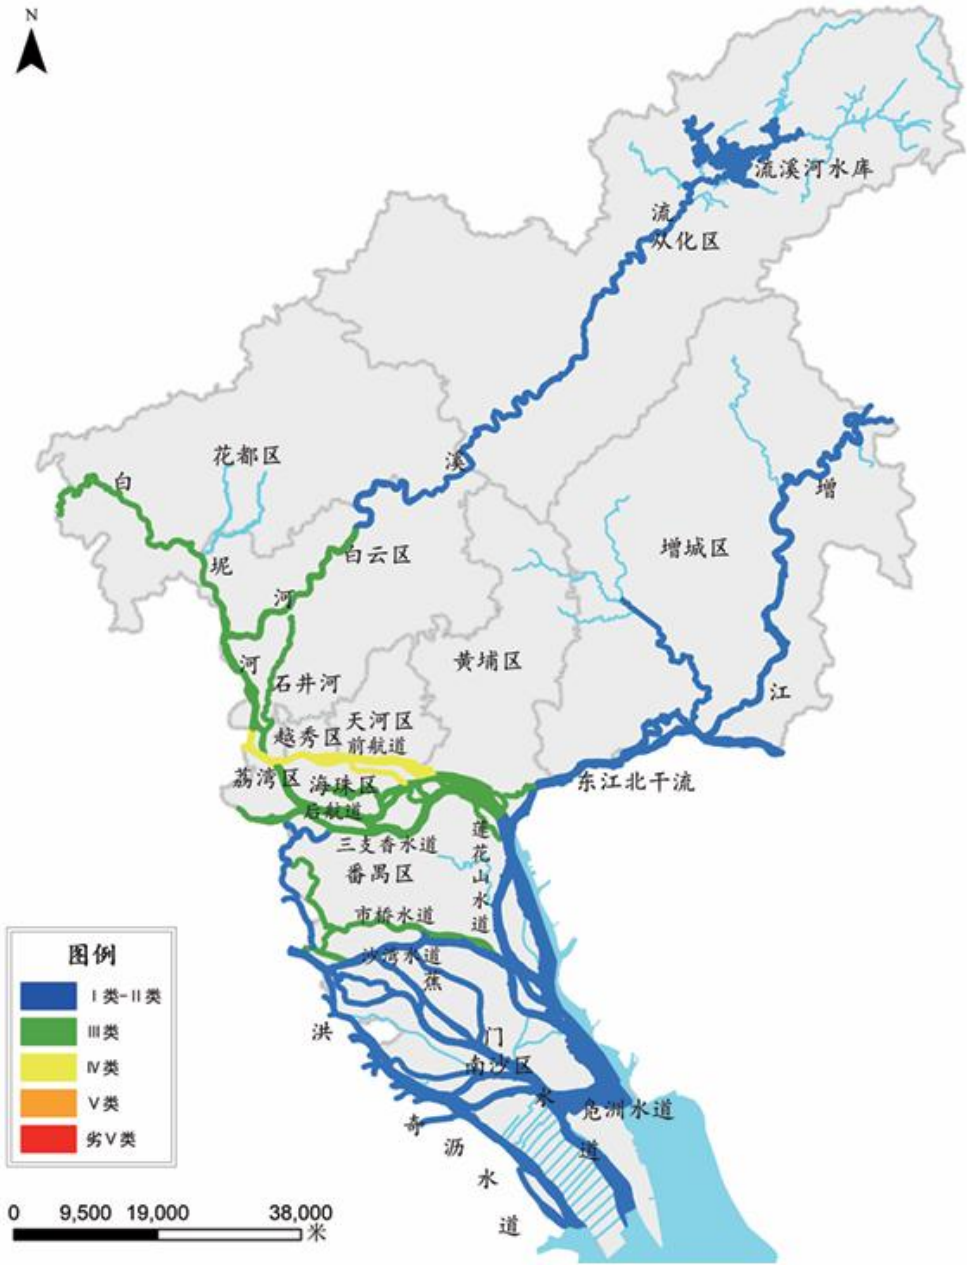 N
流溪河水库
流
从化区
花都区
溪
白
增
坭
白云区
增城区
河
河
石井河
黄埔区
江
天河区
越秀区
前航道
荔湾区
海珠区
东江北干流
后航道
三支香水道
莲花山水道
番禺区
市桥水道
沙湾水道
蕉
洪
门
南沙区
水
凫洲水道
奇
沥
道
水
道
图例
Ⅰ类-Ⅱ类
Ⅲ类
Ⅳ类
Ⅴ类
劣Ⅴ类
0 9,500 19,000 38,000
米